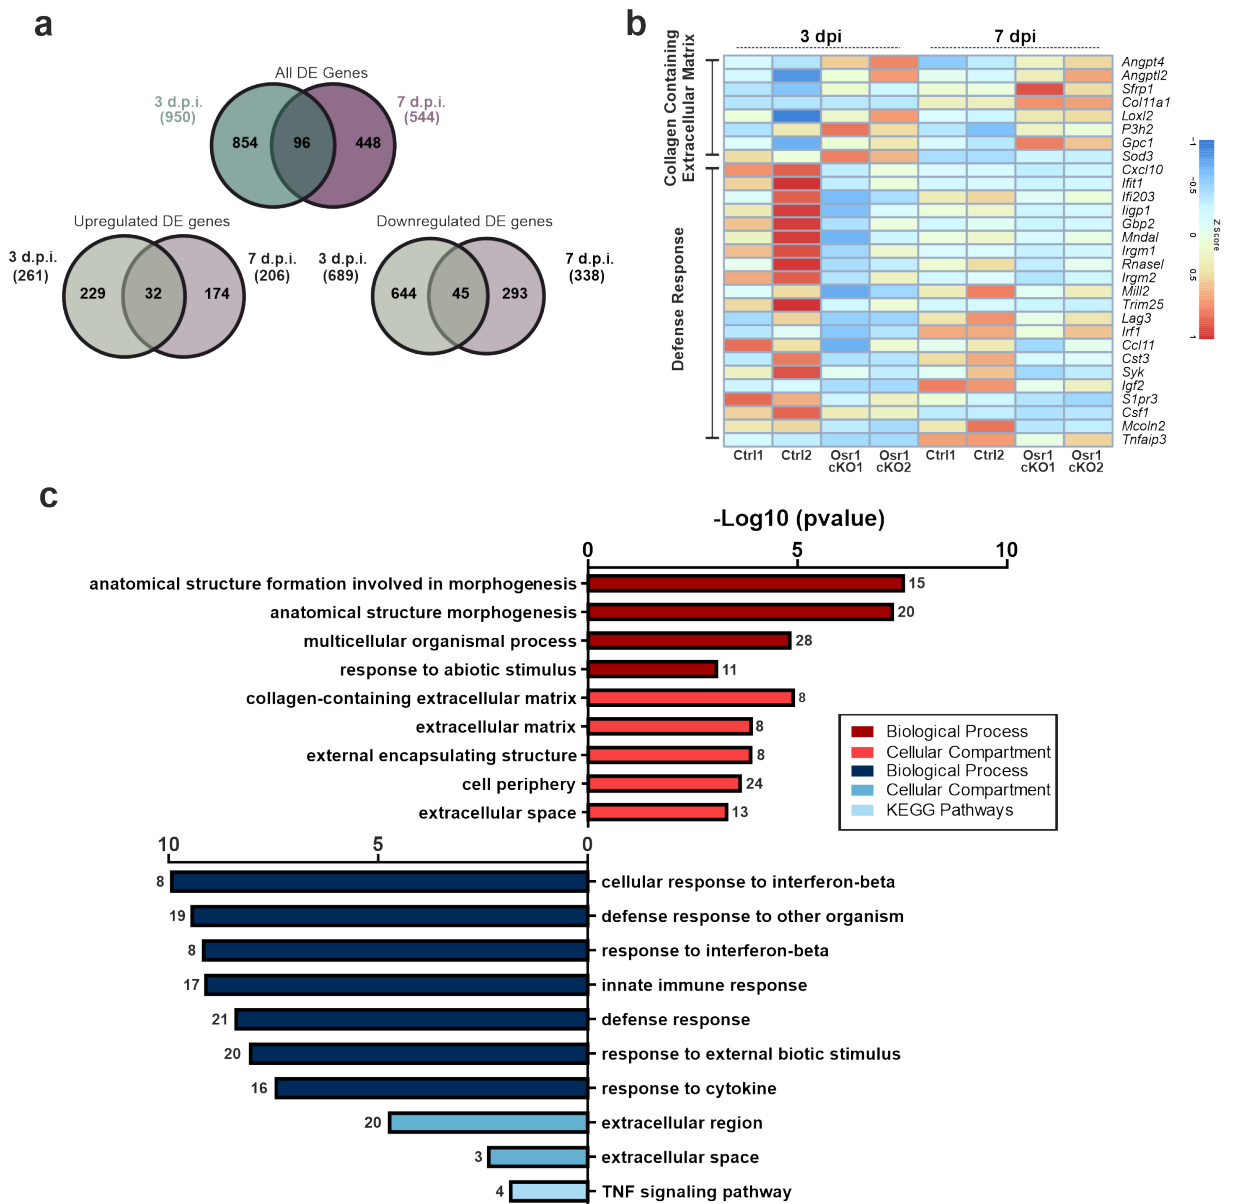 a
All DE Genes
3 d.p.i.
(950)
7 d.p.i.
(544)
854
96
448
Upregulated DE genes
3 d.p.i.
(261)
7 d.p.i.
(206)
229
32
174
Downregulated DE genes
3 d.p.i.
(689)
7 d.p.i.
(338)
644
45
293
b
3 dpi
7 dpi
Collagen Containing
Extracellular Matrix
Defense Response
Angpt4
Angptl2
Sfrp1
Col11a1
Loxl2
P3h2
Gpc1
Sod3
Cxcl10
Ifit1
Ifi203
Iigp1
Gbp2
Mndal
Irgm1
Rnasel
Irgm2
Mill2
Trim25
Lag3
Irf1
Ccl11
Cst3
Syk
Igf2
S1pr3
Csf1
Mcoln2
Tnfaip3
Ctrl1
Ctrl2
Osr1
cKO1
Osr1
cKO2
Ctrl1
Ctrl2
Osr1
cKO1
Osr1
cKO2
-1
-0.5
0
0.5
1
Z Score
c
-Log10 (pvalue)
0
5
10
anatomical structure formation involved in morphogenesis
15
anatomical structure morphogenesis
20
multicellular organismal process
28
response to abiotic stimulus
11
collagen-containing extracellular matrix
8
extracellular matrix
8
external encapsulating structure
8
cell periphery
24
extracellular space
13
Biological Process
Cellular Compartment
Biological Process
Cellular Compartment
KEGG Pathways
10
5
0
8
cellular response to interferon-beta
19
defense response to other organism
8
response to interferon-beta
17
innate immune response
21
defense response
20
response to external biotic stimulus
16
response to cytokine
20
extracellular region
3
extracellular space
4
TNF signaling pathway